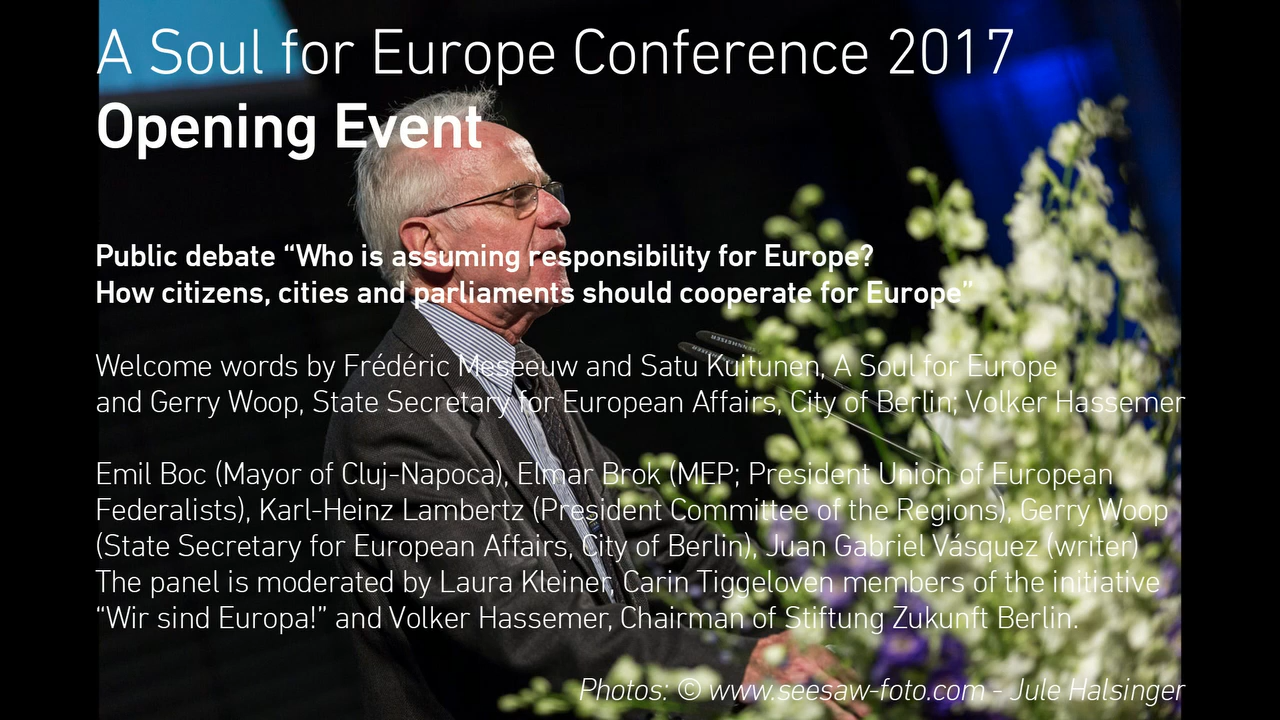 A Soul for Europe Conference 2017
Opening Event
Public debate “Who is assuming responsibility for Europe?
How citizens, cities and parliaments should cooperate for Europe”
Welcome words by Frédéric Meseeuw and Satu Kuitunen, A Soul for Europe
and Gerry Woop, State Secretary for European Affairs, City of Berlin; Volker Hassemer
Emil Boc (Mayor of Cluj-Napoca), Elmar Brok (MEP; President Union of European
Federalists), Karl-Heinz Lambertz (President Committee of the Regions), Gerry Woop
(State Secretary for European Affairs, City of Berlin), Juan Gabriel Vásquez (writer)
The panel is moderated by Laura Kleiner, Carin Tiggeloven members of the initiative
“Wir sind Europa!” and Volker Hassemer, Chairman of Stiftung Zukunft Berlin.
Photos: © www.seesaw-foto.com - Jule Halsinger